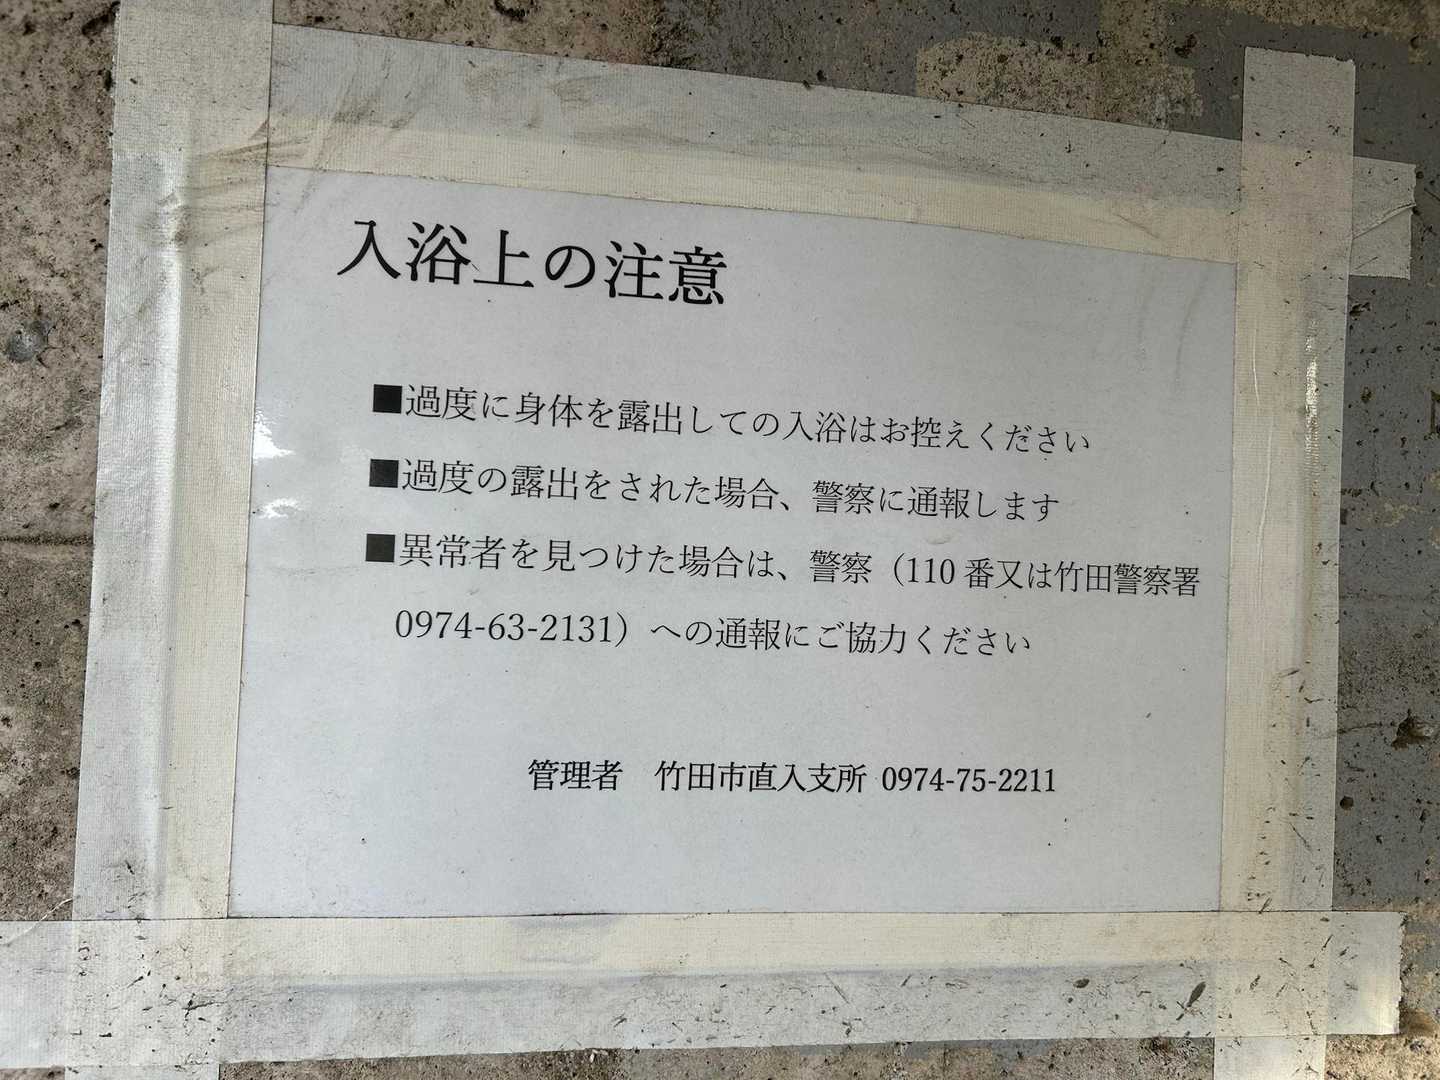 入浴上の注意
■過度に身体を露出しての入浴はお控えください
■過度の露出をされた場合、警察に通報します
■異常者を見つけた場合は、警察（110 番又は竹田警察署
0974-63-2131）への通報にご協力ください
管理者　竹田市直入支所 0974-75-2211